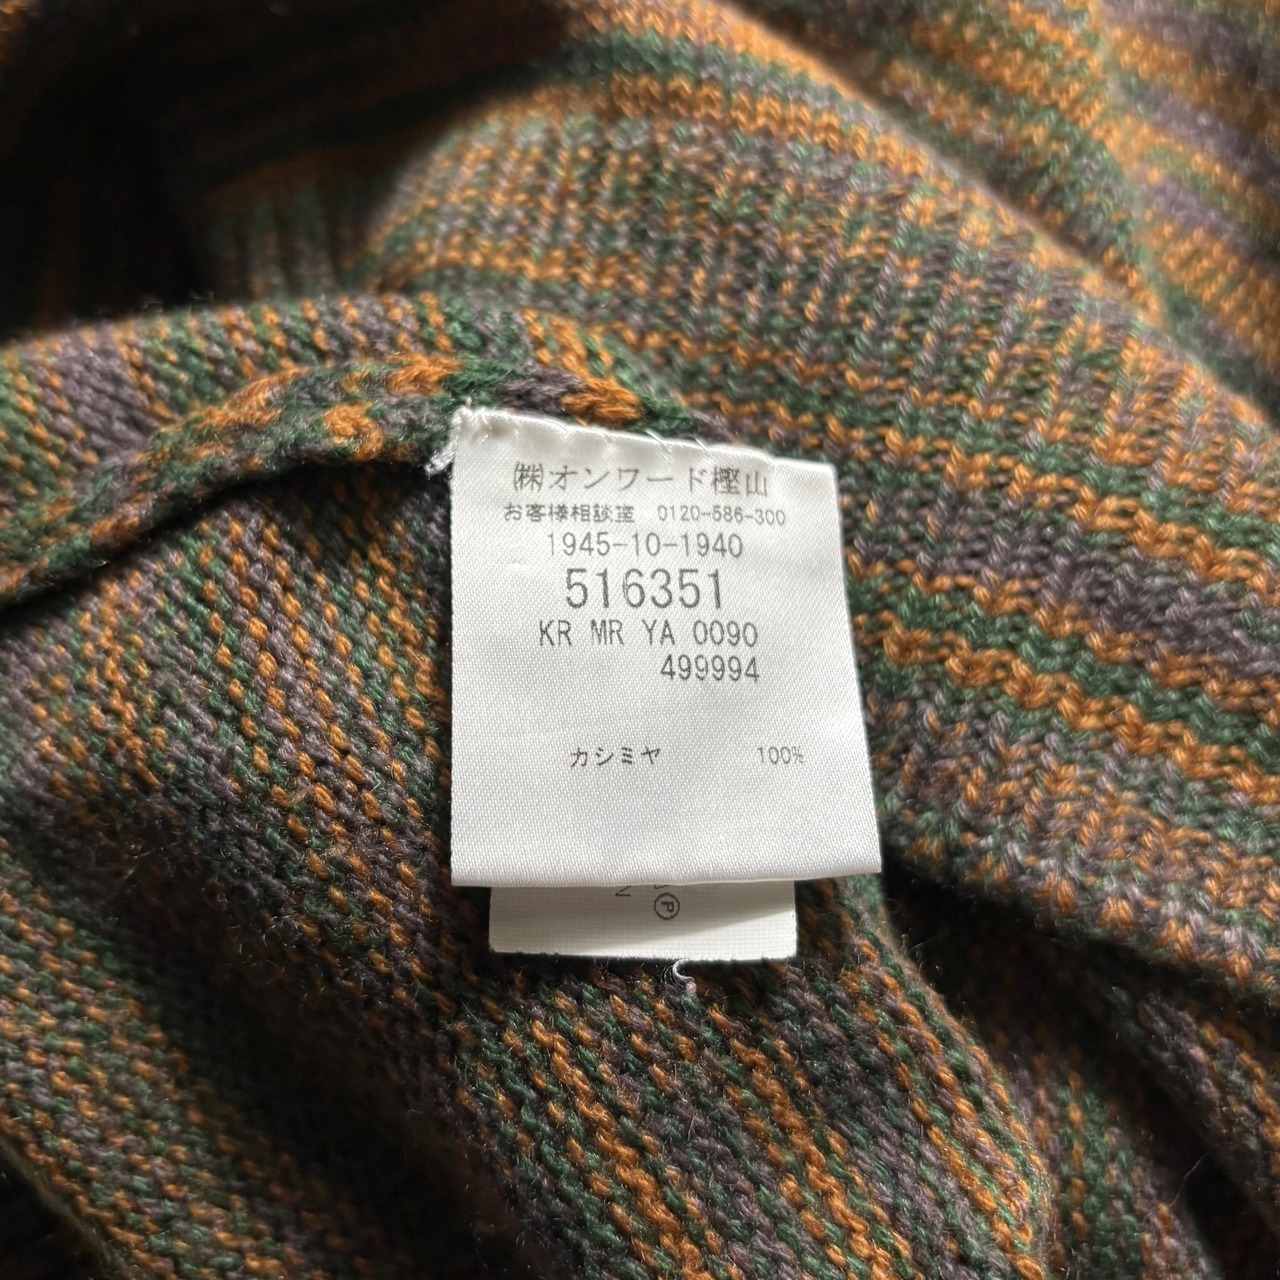 ㈱オンワード樫山
お客様相談室 0120-586-300
1945-10-1940
516351
KR MR YA 0090
499994
カシミヤ 100%
Ⓟ